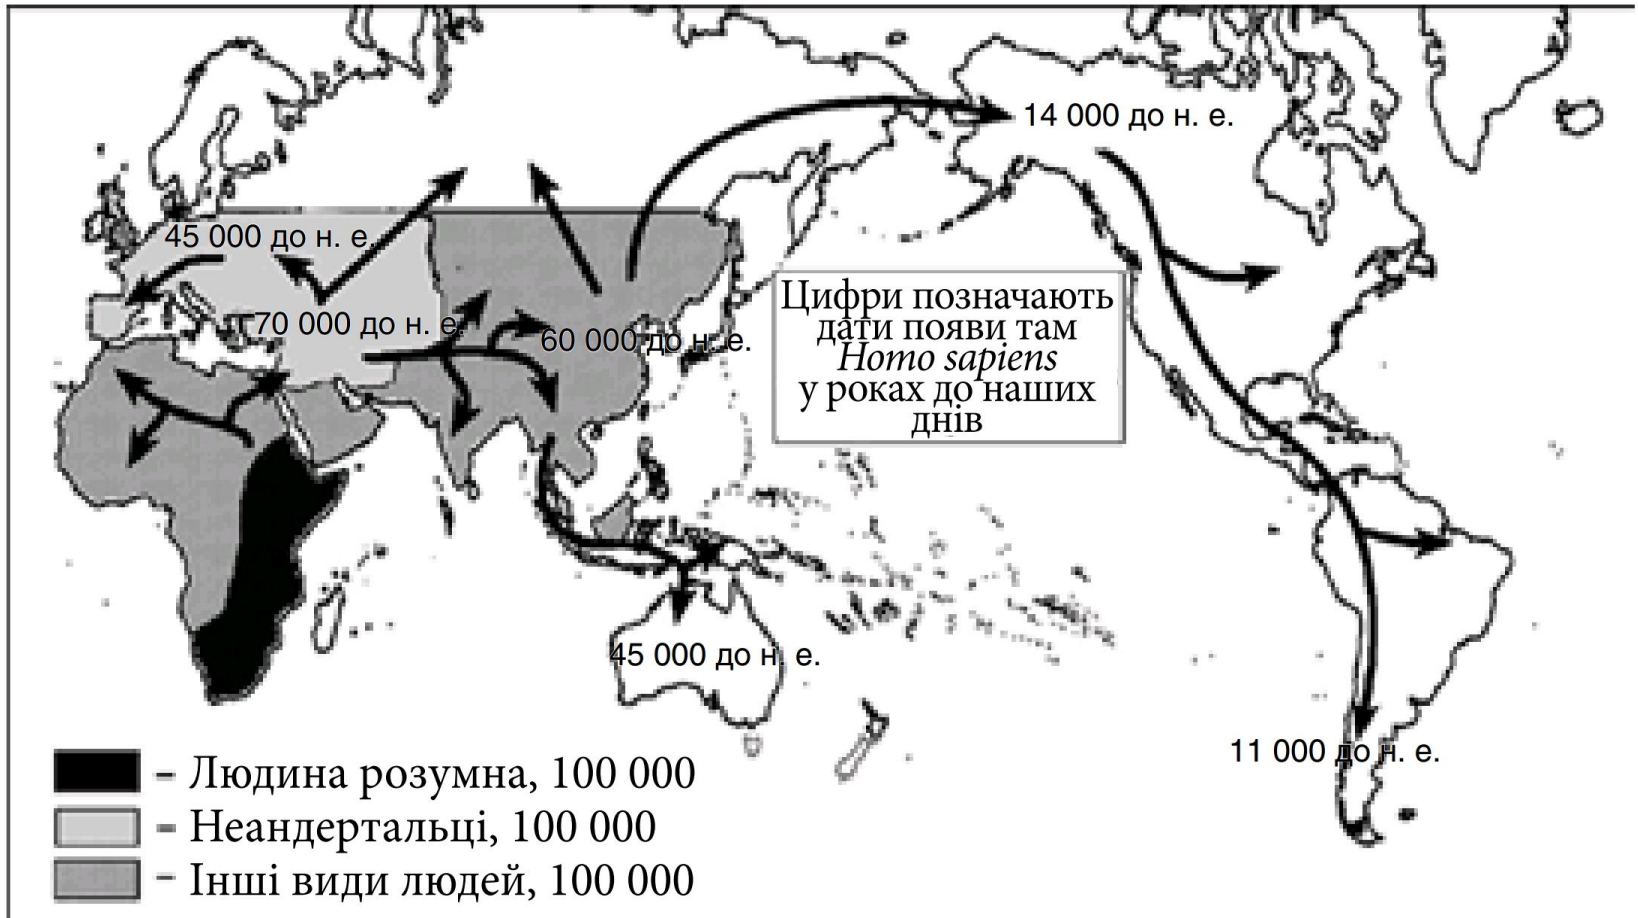 14 000 до н. е.
45 000 до н. е.
70 000 до н. е.
60 000 до н. е.
Цифри позначають
дати появи там
Homo sapiens
у роках до наших
днів
45 000 до н. е.
11 000 до н. е.
– Людина розумна, 100 000
– Неандертальці, 100 000
– Інші види людей, 100 000